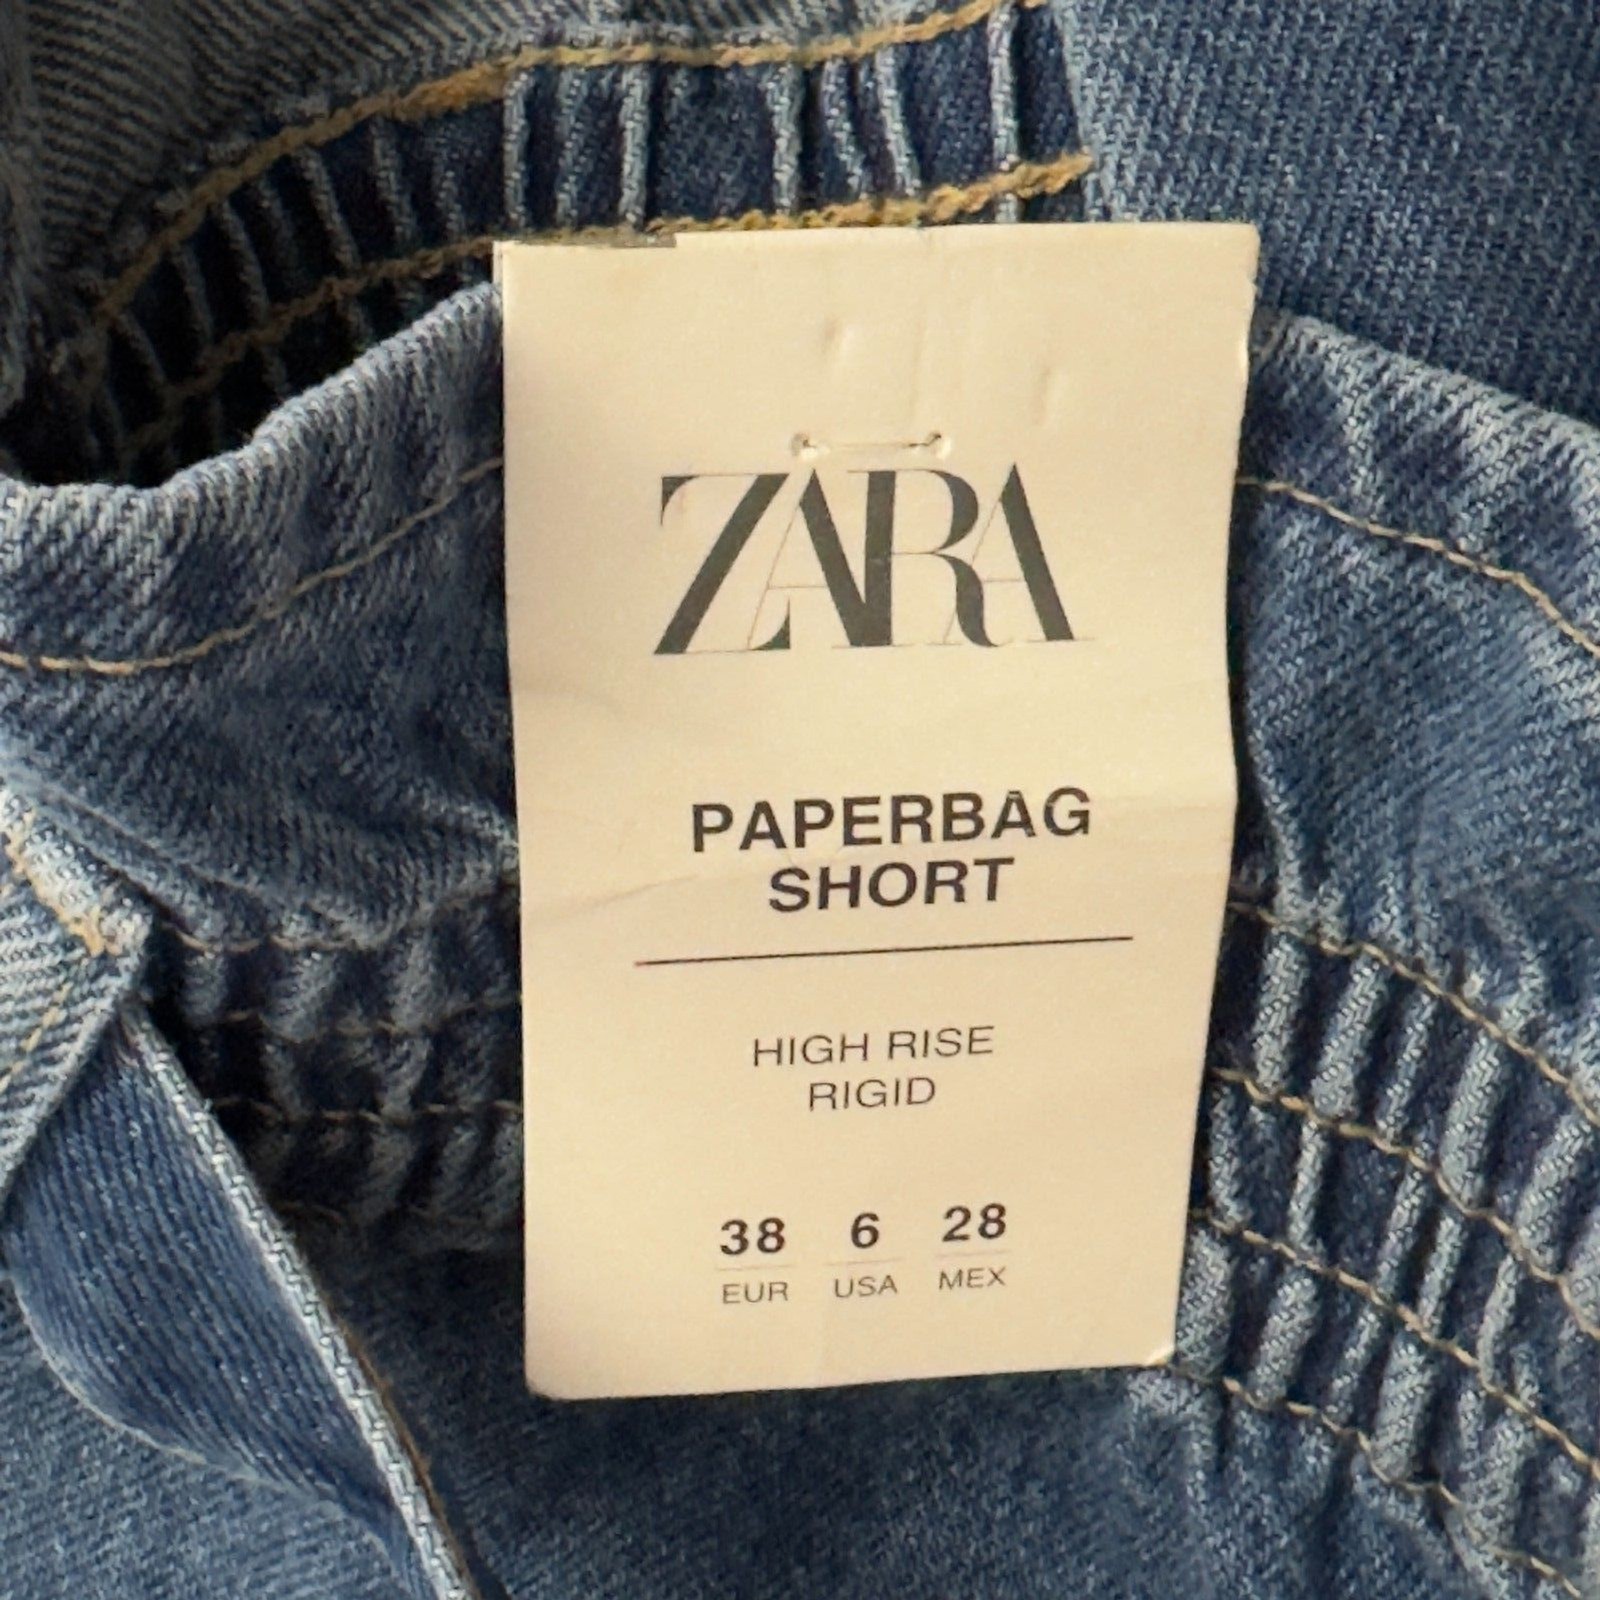 ZARA
PAPERBAG
SHORT
HIGH RISE
RIGID
38 6 28
EUR USA MEX